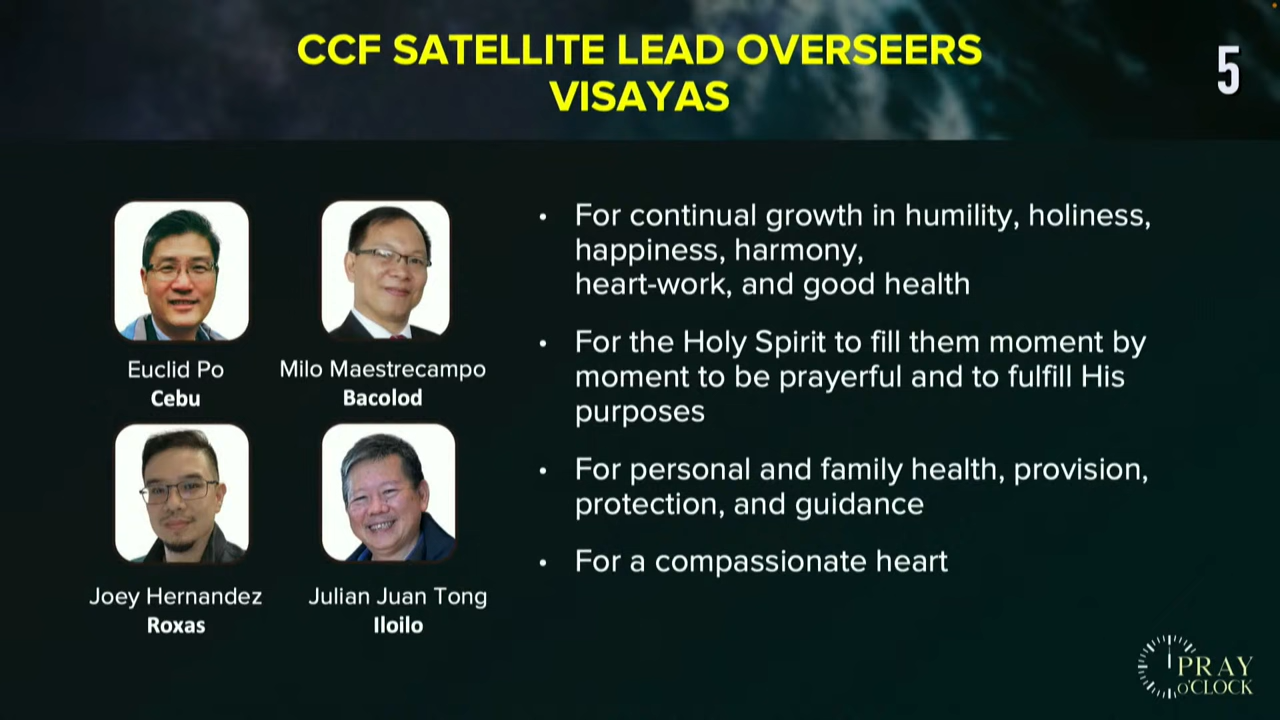 CCF SATELLITE LEAD OVERSEERS
VISAYAS
5
Euclid Po
Cebu
Milo Maestrecampo
Bacolod
Joey Hernandez
Roxas
Julian Juan Tong
Iloilo
• For continual growth in humility, holiness,
happiness, harmony,
heart-work, and good health
• For the Holy Spirit to fill them moment by
moment to be prayerful and to fulfill His
purposes
• For personal and family health, provision,
protection, and guidance
• For a compassionate heart
PRAY
O'CLOCK